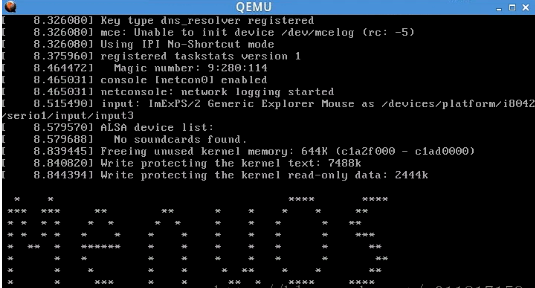 QEMU
[    8.326080] Key type dns_resolver registered
[    8.326080] mce: Unable to init device /dev/mcelog (rc: -5)
[    8.326080] Using IPI No-Shortcut mode
[    8.375960] registered taskstats version 1
[    8.464472]   Magic number: 9:280:114
[    8.465031] console [netcon0] enabled
[    8.465031] netconsole: network logging started
[    8.515490] input: ImExPS/2 Generic Explorer Mouse as /devices/platform/i8042
/serio1/input/input3
[    8.579570] ALSA device list:
[    8.579688]   No soundcards found.
[    8.839445] Freeing unused kernel memory: 644K (c1a2f000 - c1ad0000)
[    8.840820] Write protecting the kernel text: 7488k
[    8.844394] Write protecting the kernel read-only data: 2444k
MenuOS